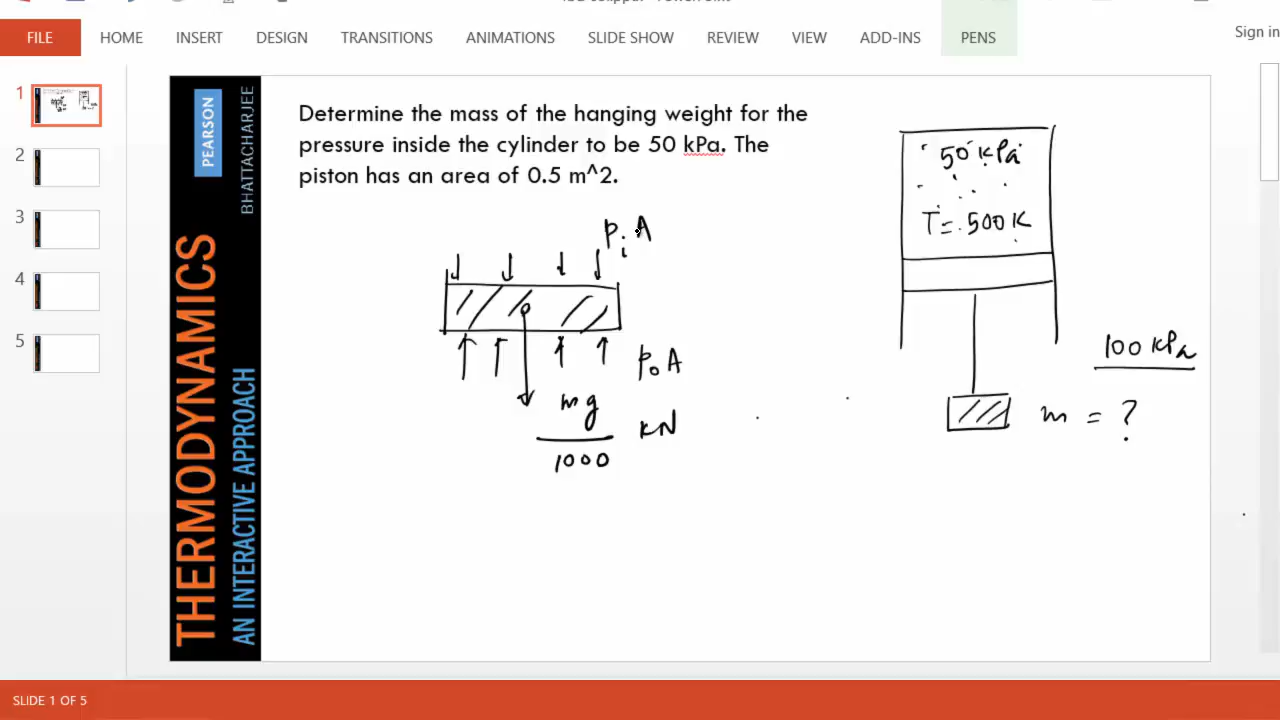 FILE
HOME
INSERT
DESIGN
TRANSITIONS
ANIMATIONS
SLIDE SHOW
REVIEW
VIEW
ADD-INS
PENS
Sign in
1
2
3
4
5
PEARSON
BHATTACHARJEE
THERMODYNAMICS
AN INTERACTIVE APPROACH
Determine the mass of the hanging weight for the
pressure inside the cylinder to be 50 kPa. The
piston has an area of 0.5 m^2.
PiA
PoA
mg
1000
kN
50 kPa
T = 500 K
100 kPa
m = ?
SLIDE 1 OF 5